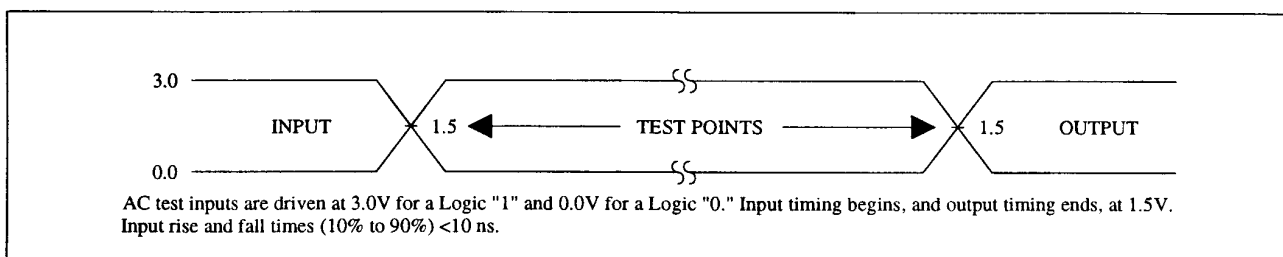 3.0
INPUT 1.5 TEST POINTS 1.5 OUTPUT
0.0
AC test inputs are driven at 3.0V for a Logic "1" and 0.0V for a Logic "0." Input timing begins, and output timing ends, at 1.5V.
Input rise and fall times (10% to 90%) <10 ns.